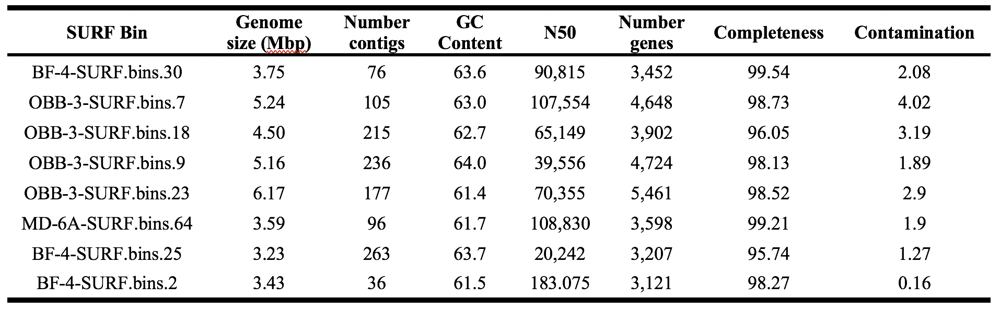 SURF Bin Genome size (Mbp) Number contigs GC Content N50 Number genes Completeness Contamination
BF-4-SURF.bins.30 3.75 76 63.6 90,815 3,452 99.54 2.08
OBB-3-SURF.bins.7 5.24 105 63.0 107,554 4,648 98.73 4.02
OBB-3-SURF.bins.18 4.50 215 62.7 65,149 3,902 96.05 3.19
OBB-3-SURF.bins.9 5.16 236 64.0 39,556 4,724 98.13 1.89
OBB-3-SURF.bins.23 6.17 177 61.4 70,355 5,461 98.52 2.9
MD-6A-SURF.bins.64 3.59 96 61.7 108,830 3,598 99.21 1.9
BF-4-SURF.bins.25 3.23 263 63.7 20,242 3,207 95.74 1.27
BF-4-SURF.bins.2 3.43 36 61.5 183.075 3,121 98.27 0.16